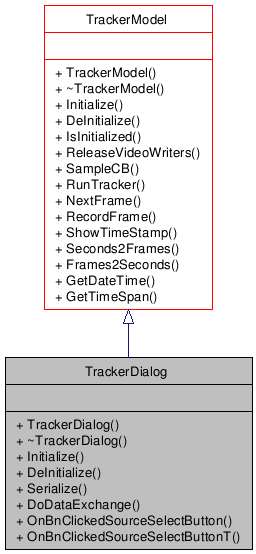 TrackerModel
+ TrackerModel()
+ ~TrackerModel()
+ Initialize()
+ DeInitialize()
+ IsInitialized()
+ ReleaseVideoWriters()
+ SampleCB()
+ RunTracker()
+ NextFrame()
+ RecordFrame()
+ ShowTimeStamp()
+ Seconds2Frames()
+ Frames2Seconds()
+ GetDateTime()
+ GetTimeSpan()
TrackerDialog
+ TrackerDialog()
+ ~TrackerDialog()
+ Initialize()
+ DeInitialize()
+ Serialize()
+ DoDataExchange()
+ OnBnClickedSourceSelectButton()
+ OnBnClickedSourceSelectButtonT()